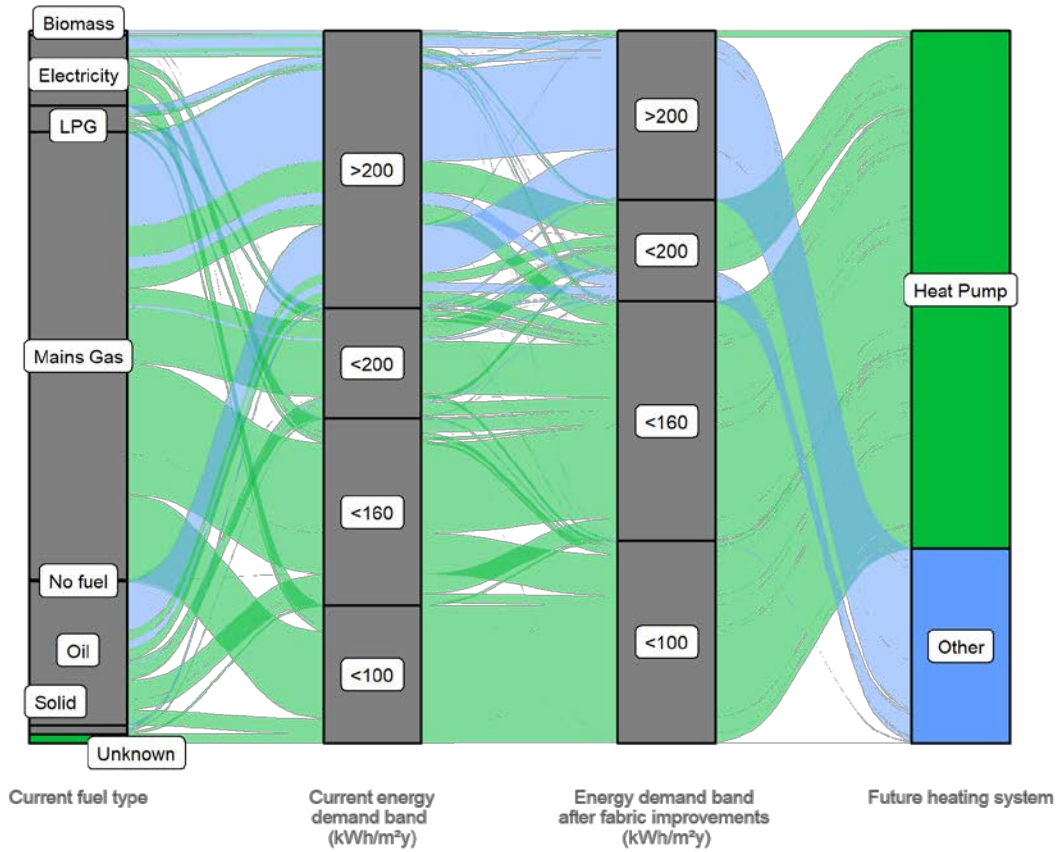 Biomass
Electricity
LPG
Mains Gas
No fuel
Oil
Solid
Unknown
>200
<200
<160
<100
>200
<200
<160
<100
Heat Pump
Other
Current fuel type
Current energy
demand band
(kWh/m²y)
Energy demand band
after fabric improvements
(kWh/m²y)
Future heating system